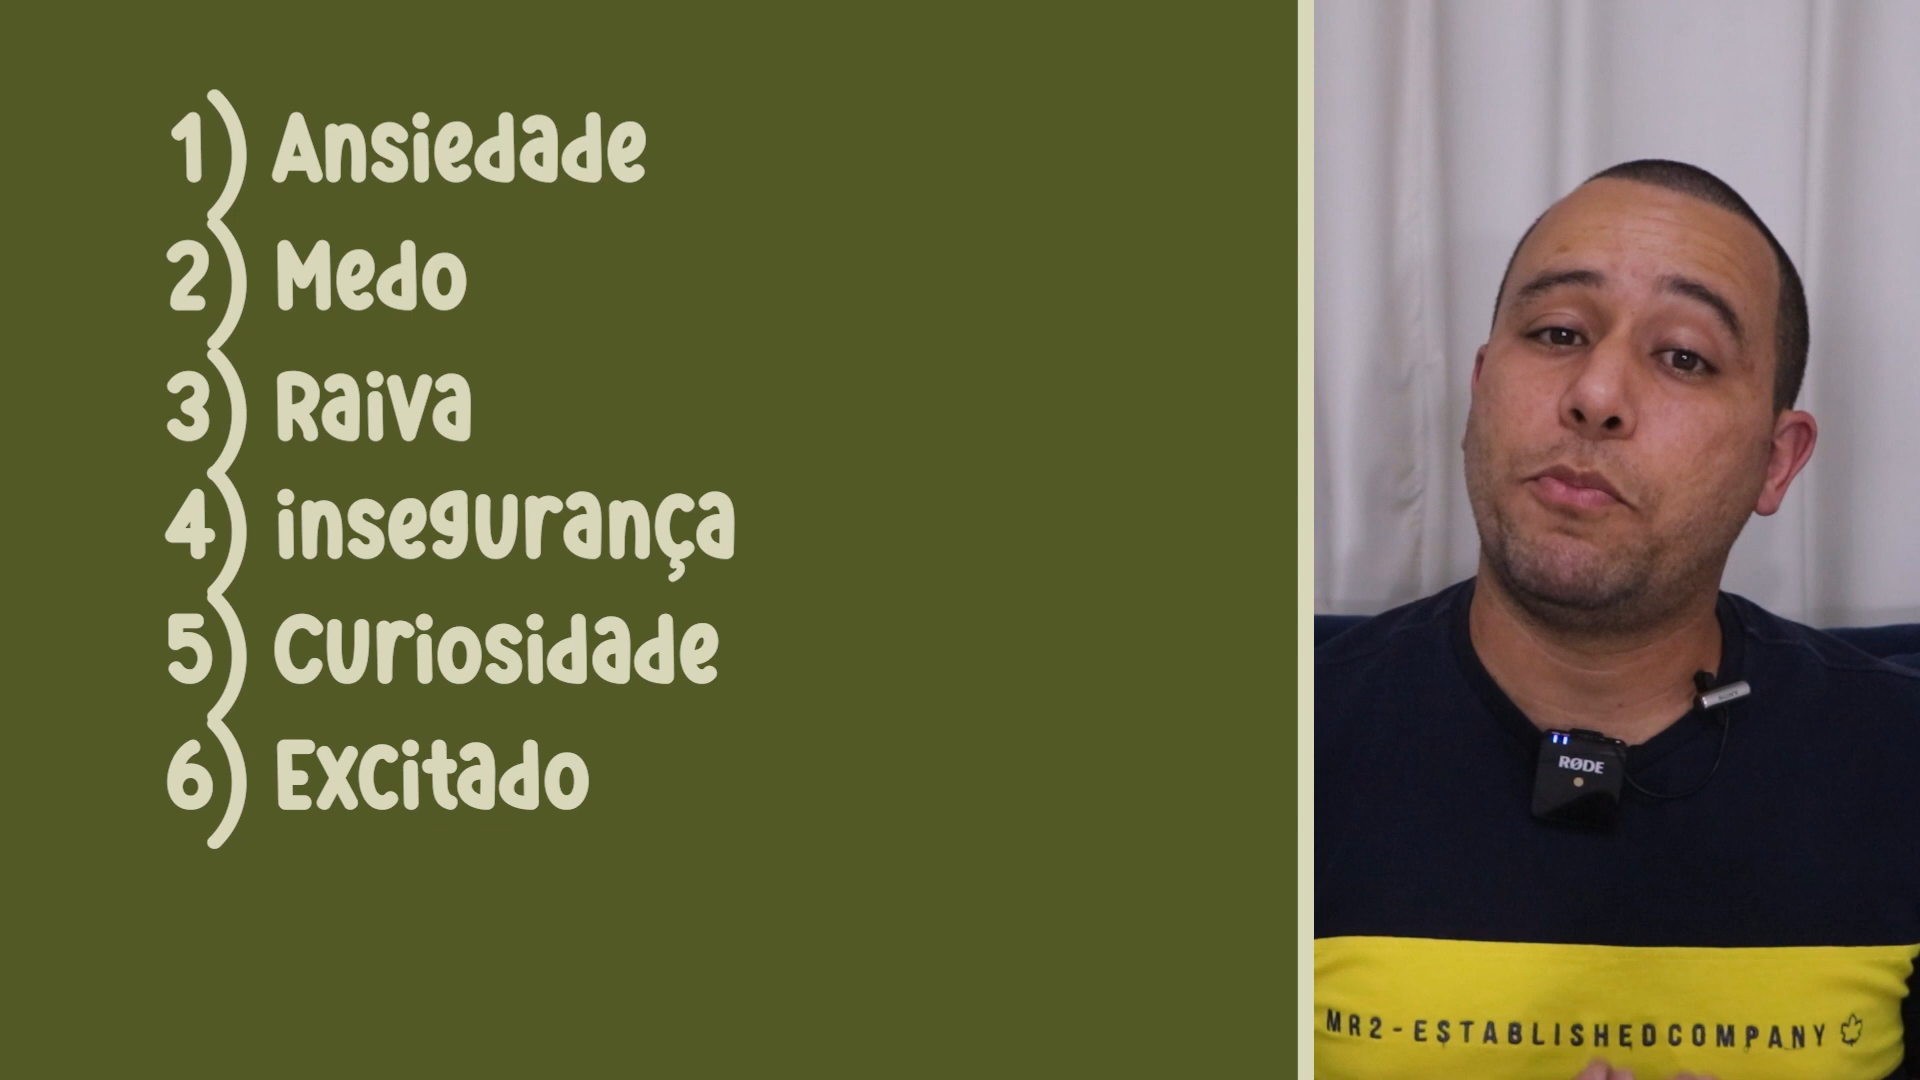 1) Ansiedade
2) Medo
3) Raiva
4) insegurança
5) Curiosidade
6) Excitado
RØDE
MR2-ESTABLISHEDCOMPANY